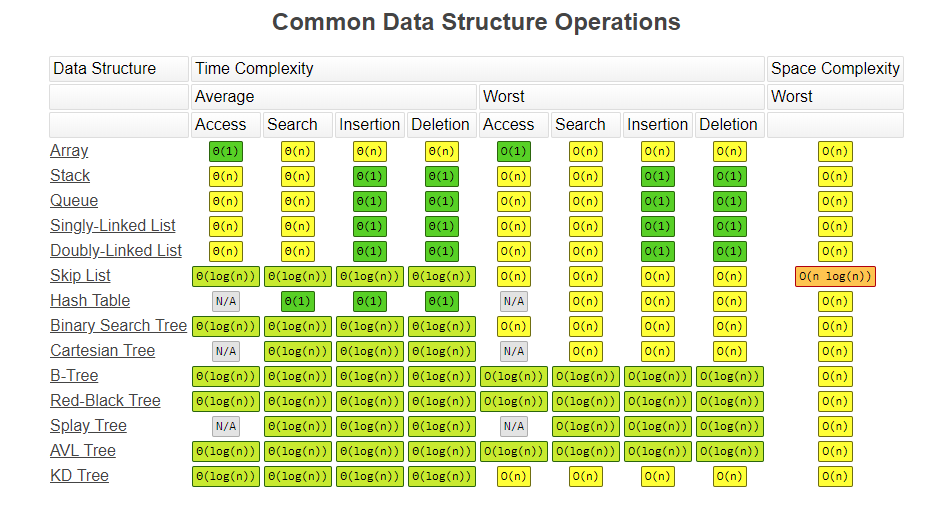 Common Data Structure Operations
Data Structure Time Complexity Space Complexity
Average Worst Worst
Access Search Insertion Deletion Access Search Insertion Deletion
Array Θ(1) Θ(n) Θ(n) Θ(n) O(1) O(n) O(n) O(n) O(n)
Stack Θ(n) Θ(n) Θ(1) Θ(1) O(n) O(n) O(1) O(1) O(n)
Queue Θ(n) Θ(n) Θ(1) Θ(1) O(n) O(n) O(1) O(1) O(n)
Singly-Linked List Θ(n) Θ(n) Θ(1) Θ(1) O(n) O(n) O(1) O(1) O(n)
Doubly-Linked List Θ(n) Θ(n) Θ(1) Θ(1) O(n) O(n) O(1) O(1) O(n)
Skip List Θ(log(n)) Θ(log(n)) Θ(log(n)) Θ(log(n)) O(n) O(n) O(n) O(n) O(n log(n))
Hash Table N/A Θ(1) Θ(1) Θ(1) N/A O(n) O(n) O(n) O(n)
Binary Search Tree Θ(log(n)) Θ(log(n)) Θ(log(n)) Θ(log(n)) O(n) O(n) O(n) O(n) O(n)
Cartesian Tree N/A Θ(log(n)) Θ(log(n)) Θ(log(n)) N/A O(n) O(n) O(n) O(n)
B-Tree Θ(log(n)) Θ(log(n)) Θ(log(n)) Θ(log(n)) O(log(n)) O(log(n)) O(log(n)) O(log(n)) O(n)
Red-Black Tree Θ(log(n)) Θ(log(n)) Θ(log(n)) Θ(log(n)) O(log(n)) O(log(n)) O(log(n)) O(log(n)) O(n)
Splay Tree N/A Θ(log(n)) Θ(log(n)) Θ(log(n)) N/A O(log(n)) O(log(n)) O(log(n)) O(n)
AVL Tree Θ(log(n)) Θ(log(n)) Θ(log(n)) Θ(log(n)) O(log(n)) O(log(n)) O(log(n)) O(log(n)) O(n)
KD Tree Θ(log(n)) Θ(log(n)) Θ(log(n)) Θ(log(n)) O(n) O(n) O(n) O(n) O(n)